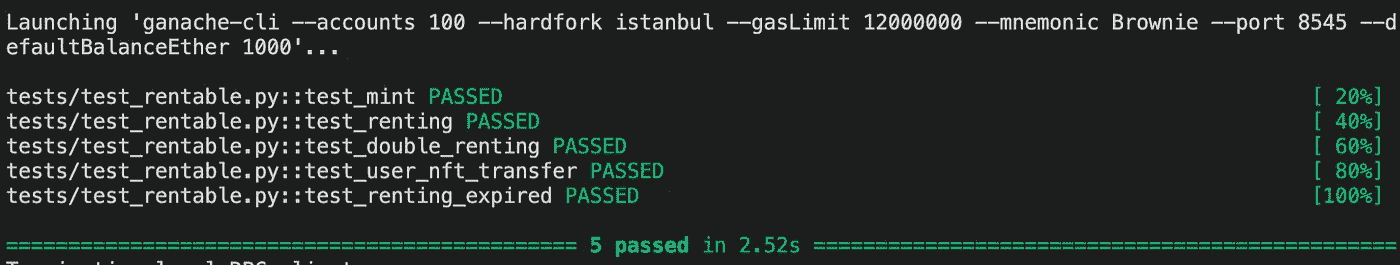 Launching 'ganache-cli --accounts 100 --hardfork istanbul --gasLimit 12000000 --mnemonic Brownie --port 8545 --d
efaultBalanceEther 1000'...
tests/test_rentable.py::test_mint PASSED [ 20%]
tests/test_rentable.py::test_renting PASSED [ 40%]
tests/test_rentable.py::test_double_renting PASSED [ 60%]
tests/test_rentable.py::test_user_nft_transfer PASSED [ 80%]
tests/test_rentable.py::test_renting_expired PASSED [100%]
============================================== 5 passed in 2.52s ===============================================